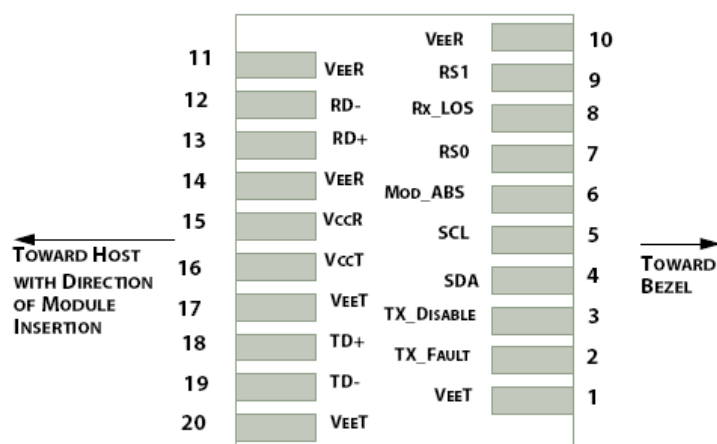 11 VEER
12 RD-
13 RD+
14 VEER
15 VCCR
16 VCCT
17 VEET
18 TD+
19 TD-
20 VEET
TOWARD HOST
WITH DIRECTION
OF MODULE
INSERTION
VEER 10
RS1 9
RX_LOS 8
RS0 7
MOD_ABS 6
SCL 5
SDA 4
TX_DISABLE 3
TX_FAULT 2
VEET 1
TOWARD
BEZEL